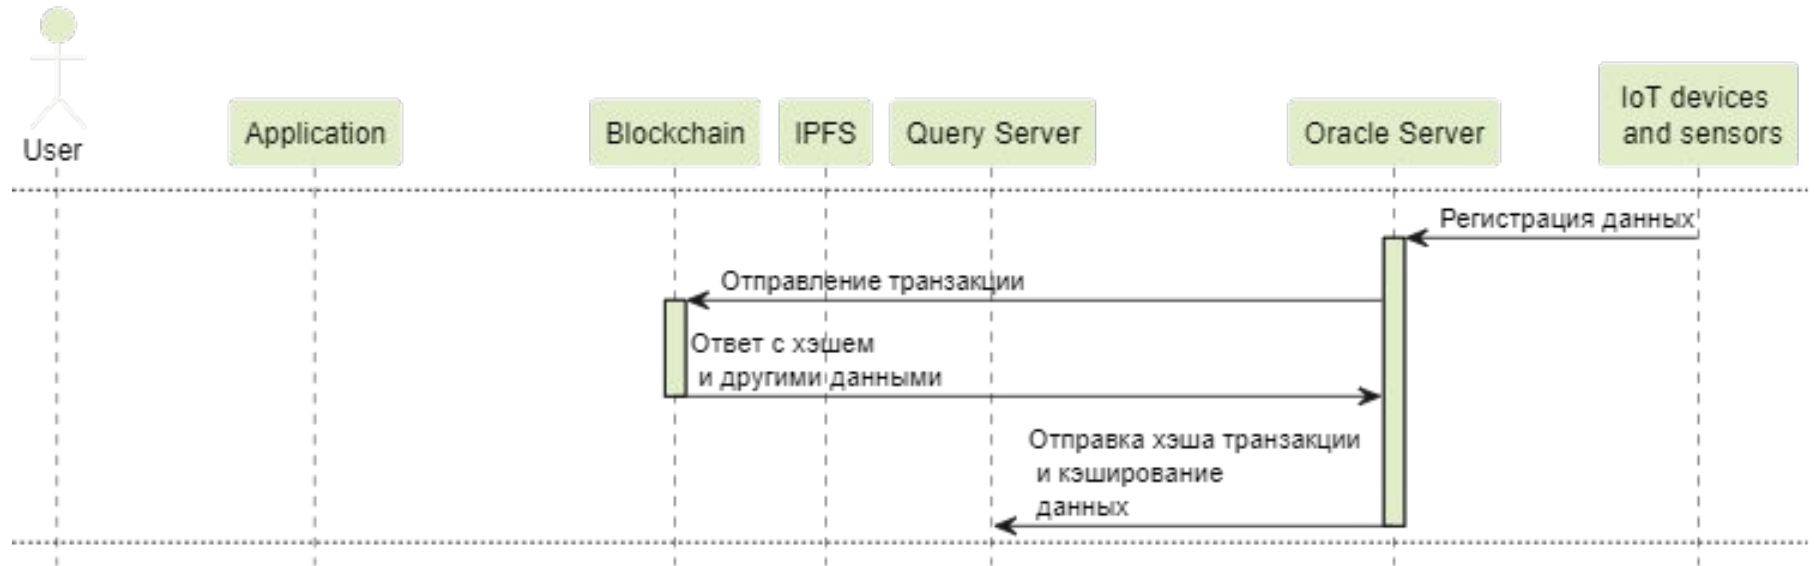 User
Application
Blockchain
IPFS
Query Server
Oracle Server
IoT devices
and sensors
Регистрация данных
Отправление транзакции
Ответ с хэшем
и другими данными
Отправка хэша транзакции
и кэширование
данных